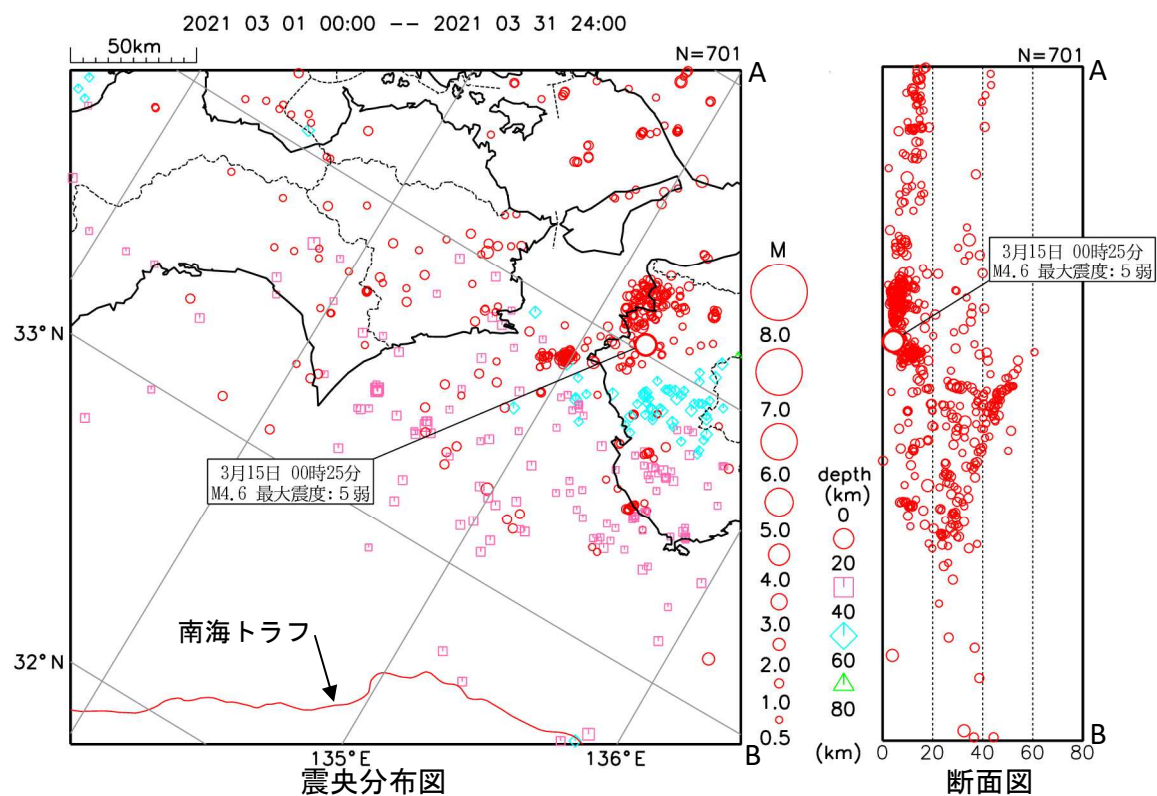 2021 03 01 00:00 -- 2021 03 31 24:00
50km
N=701
A
N=701
A
3月15日 00時25分
M4.6 最大震度:5弱
M
8.0
7.0
6.0
5.0
4.0
3.0
2.0
1.0
0.5
depth
(km)
0
20
40
60
80
(km)
33°N
3月15日 00時25分
M4.6 最大震度:5弱
南海トラフ
32°N
B
B
135°E
136°E
0 20 40 60 80
震央分布図
断面図